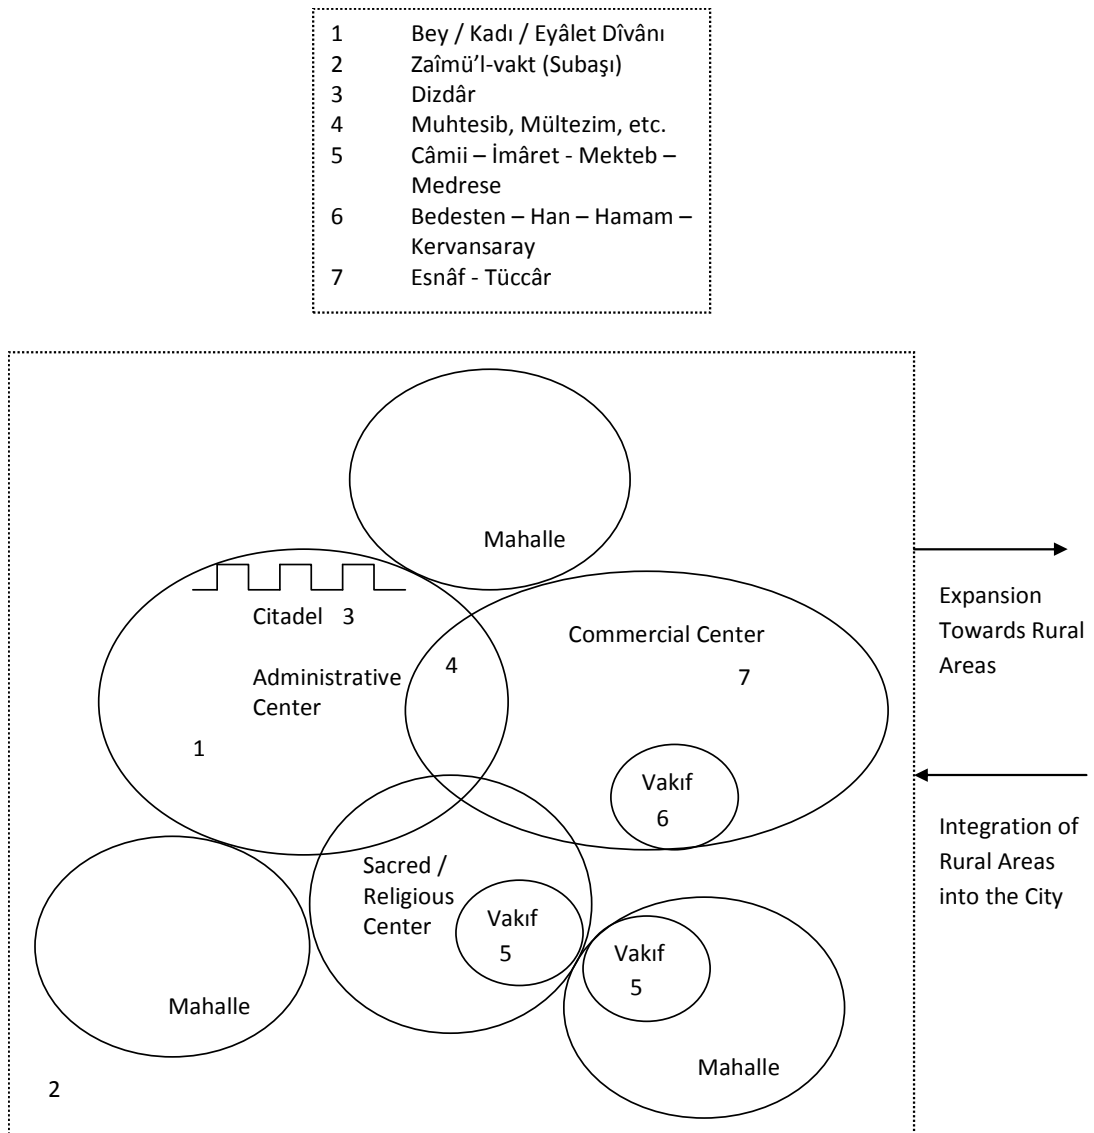 1 Bey / Kadı / Eyâlet Dîvânı
2 Zaîmü’l-vakt (Subaşı)
3 Dizdâr
4 Muhtesib, Mültezim, etc.
5 Câmii – İmâret - Mekteb –
Medrese
6 Bedesten – Han – Hamam –
Kervansaray
7 Esnâf - Tüccâr
Mahalle
Citadel 3
Administrative
Center
1
4
Commercial Center
7
Vakıf
6
Sacred /
Religious
Center
Vakıf
5
Vakıf
5
Mahalle
Mahalle
2
Expansion
Towards Rural
Areas
Integration of
Rural Areas
into the City